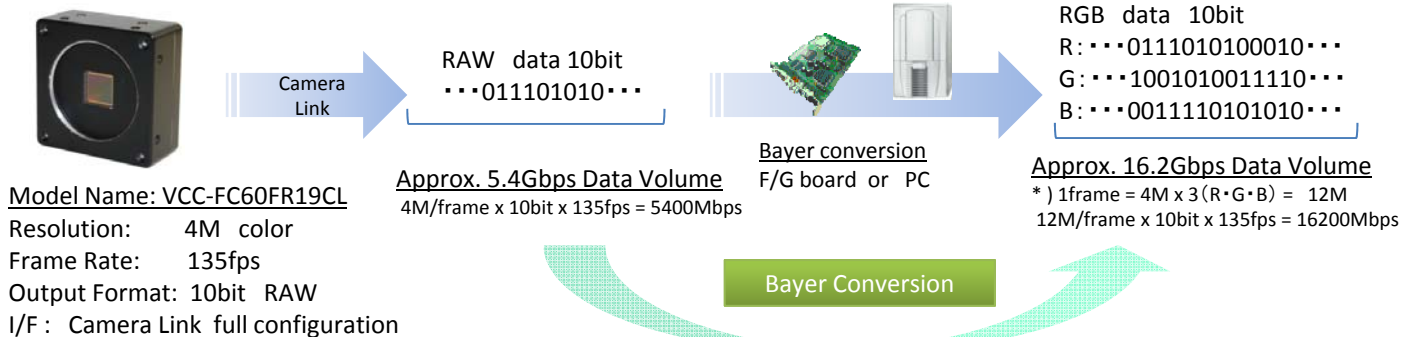 Camera
Link
RAW data 10bit
・・・011101010・・・
RGB data 10bit
R:・・・0111010100010・・・
G:・・・1001010011110・・・
B:・・・0011110101010・・・
Model Name: VCC-FC60FR19CL
Resolution: 4M color
Frame Rate: 135fps
Output Format: 10bit RAW
I/F : Camera Link full configuration
Approx. 5.4Gbps Data Volume
4M/frame x 10bit x 135fps = 5400Mbps
Bayer conversion
F/G board or PC
Approx. 16.2Gbps Data Volume
* ) 1frame = 4M x 3(R・G・B) = 12M
12M/frame x 10bit x 135fps = 16200Mbps
Bayer Conversion